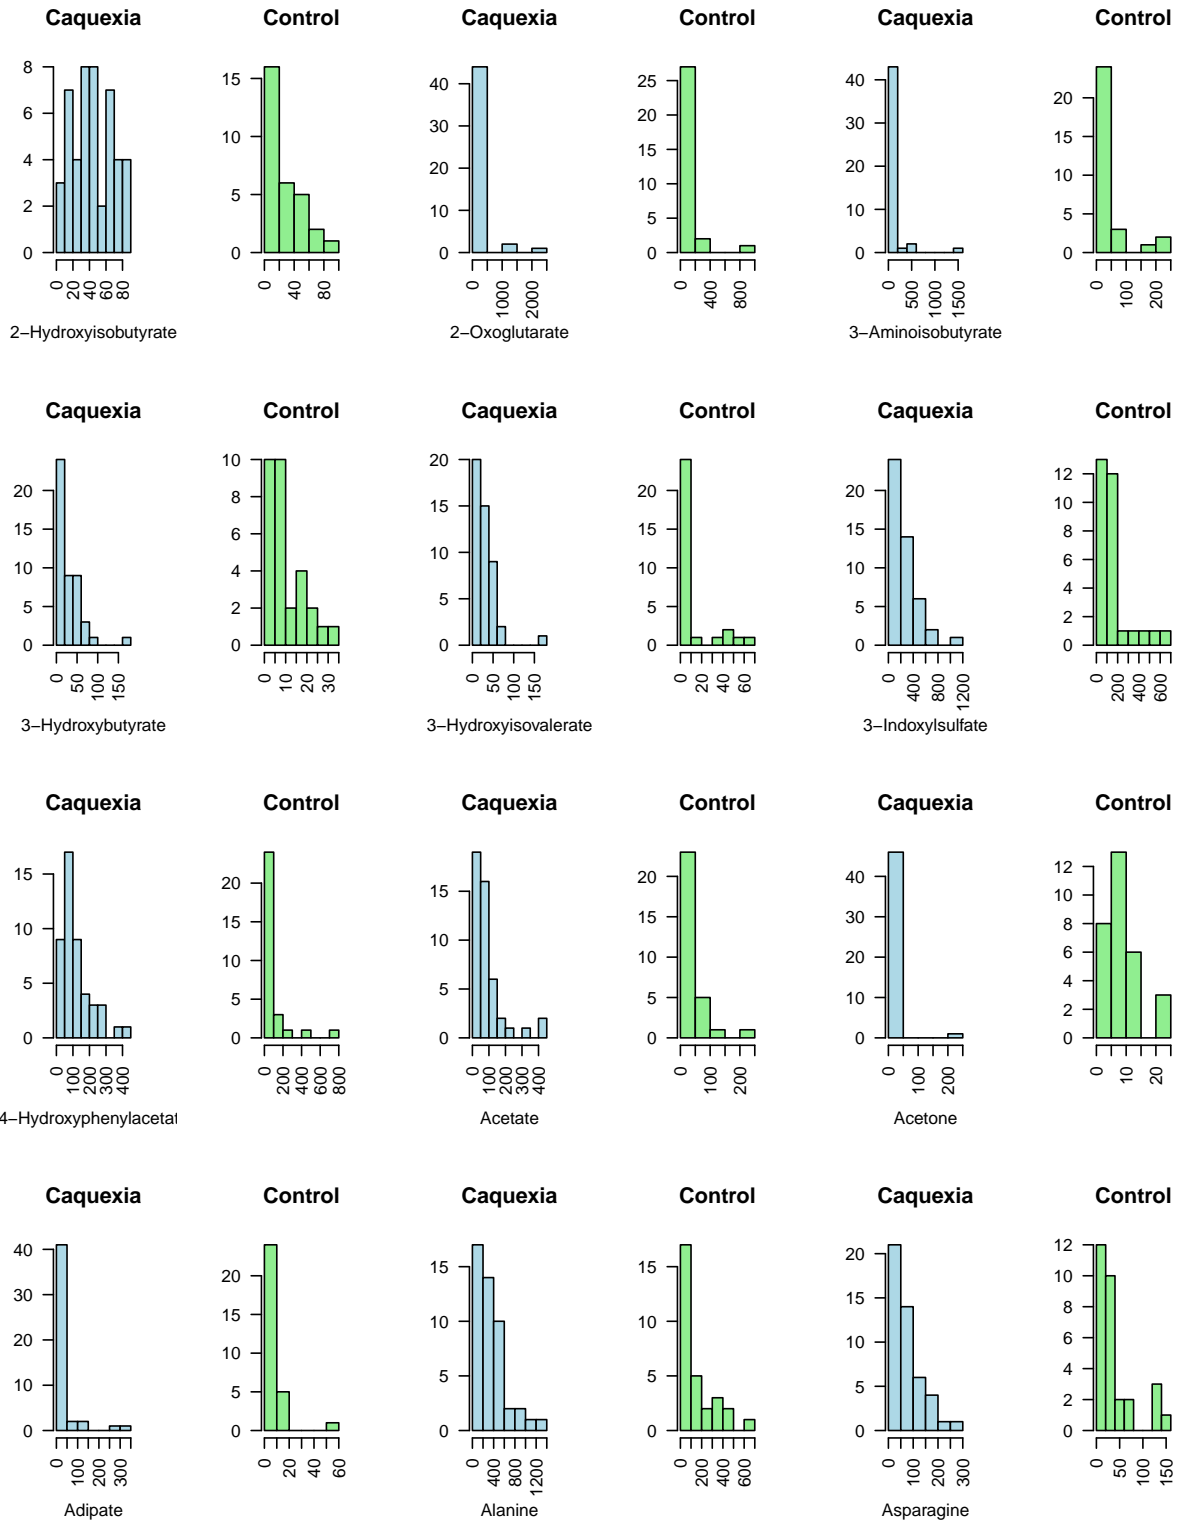 Caquexia Control Caquexia Control Caquexia Control
8 6 4 2 0 15 10 5 0 40 30 20 10 0 25 20 15 10 5 0 40 30 20 10 0 20 15 10 5 0
0 20 40 60 80 0 40 80 0 1000 2000 0 400 800 0 500 1000 1500 0 100 200
2−Hydroxyisobutyrate 2−Oxoglutarate 3−Aminoisobutyrate
Caquexia Control Caquexia Control Caquexia Control
20 15 10 5 0 10 8 6 4 2 0 20 15 10 5 0 20 15 10 5 0 20 15 10 5 0 12 10 8 6 4 2 0
0 50 100 150 0 10 20 30 0 50 100 150 0 20 40 60 0 400 800 1200 0 200 400 600
3−Hydroxybutyrate 3−Hydroxyisovalerate 3−Indoxylsulfate
Caquexia Control Caquexia Control Caquexia Control
15 10 5 0 20 15 10 5 0 15 10 5 0 20 15 10 5 0 40 30 20 10 0 12 10 8 6 4 2 0
0 100 200 300 400 0 200 400 600 800 0 100 200 300 400 0 100 200 0 100 200 0 10 20
4−Hydroxyphenylacetat Acetate Acetone
Caquexia Control Caquexia Control Caquexia Control
40 30 20 10 0 20 15 10 5 0 15 10 5 0 15 10 5 0 20 15 10 5 0 12 10 8 6 4 2 0
0 100 200 300 0 20 40 60 0 400 800 1200 0 200 400 600 0 100 200 300 0 50 100 150
Adipate Alanine Asparagine